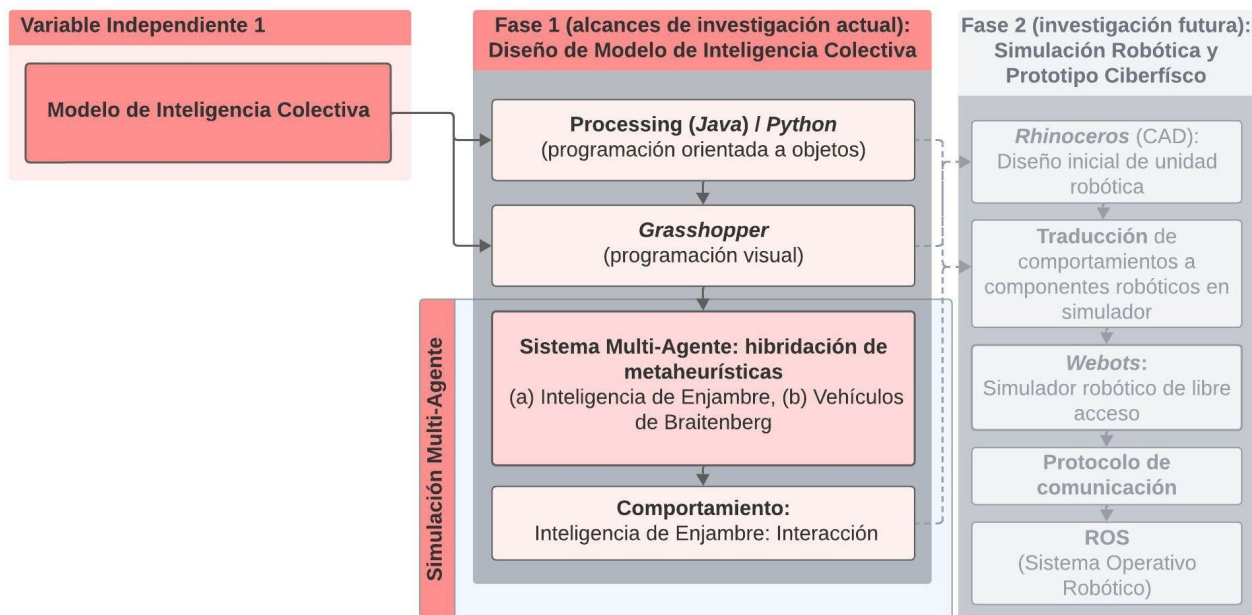 Variable Independiente 1
Modelo de Inteligencia Colectiva
Fase 1 (alcances de investigación actual):
Diseño de Modelo de Inteligencia Colectiva
Processing (Java) / Python
(programación orientada a objetos)
Grasshopper
(programación visual)
Simulación Multi-Agente
Sistema Multi-Agente: hibridación de
metaheurísticas
(a) Inteligencia de Enjambre, (b) Vehículos
de Braitenberg
Comportamiento:
Inteligencia de Enjambre: Interacción
Fase 2 (investigación futura):
Simulación Robótica y
Prototipo Ciberfísco
Rhinoceros (CAD):
Diseño inicial de unidad
robótica
Traducción de
comportamientos a
componentes robóticos en
simulador
Webots:
Simulador robótico de libre
acceso
Protocolo de
comunicación
ROS
(Sistema Operativo
Robótico)